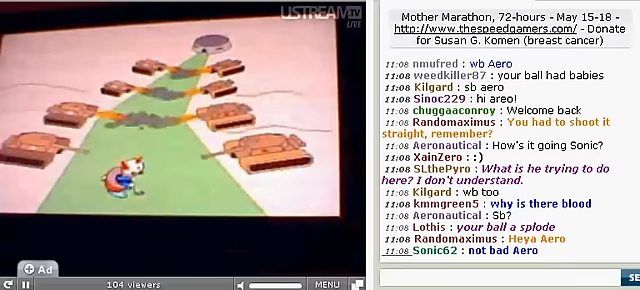 USTREAM TV
LIVE
Ad
104 viewers
MENU
Mother Marathon, 72-hours - May 15-18 -
http://www.thespeedgamers.com/ - Donate
for Susan G. Komen (breast cancer)
11:08 nmufred : wb Aero
11:08 weedkiller87 : your ball had babies
11:08 Kilgard : sb aero
11:08 Sinoc229 : hi areo!
11:08 chuggaaconroy : Welcome back
11:08 Randomaximus : You had to shoot it
straight, remember?
11:08 Aeronautical : How's it going Sonic?
11:08 XainZero : :)
11:08 SLthePyro : What is he trying to do
here? I don't understand.
11:08 Kilgard : wb too
11:08 kmmgreen5 : why is there blood
11:08 Aeronautical : Sb?
11:08 Lothis : your ball a splode
11:08 Randomaximus : Heya Aero
11:08 Sonic62 : not bad Aero
SE